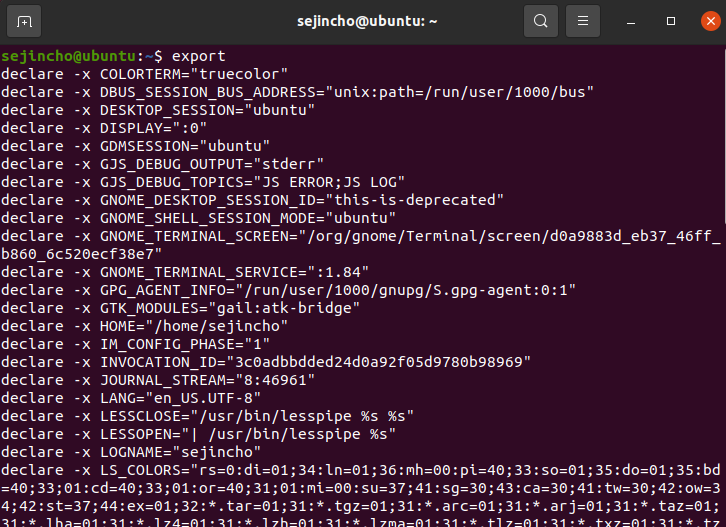 sejincho@ubuntu: ~
sejincho@ubuntu:~$ export
declare -x COLORTERM="truecolor"
declare -x DBUS_SESSION_BUS_ADDRESS="unix:path=/run/user/1000/bus"
declare -x DESKTOP_SESSION="ubuntu"
declare -x DISPLAY=":0"
declare -x GDMSESSION="ubuntu"
declare -x GJS_DEBUG_OUTPUT="stderr"
declare -x GJS_DEBUG_TOPICS="JS ERROR;JS LOG"
declare -x GNOME_DESKTOP_SESSION_ID="this-is-deprecated"
declare -x GNOME_SHELL_SESSION_MODE="ubuntu"
declare -x GNOME_TERMINAL_SCREEN="/org/gnome/Terminal/screen/d0a9883d_eb37_46ff_
b860_6c520ecf38e7"
declare -x GNOME_TERMINAL_SERVICE=":1.84"
declare -x GPG_AGENT_INFO="/run/user/1000/gnupg/S.gpg-agent:0:1"
declare -x GTK_MODULES="gail:atk-bridge"
declare -x HOME="/home/sejincho"
declare -x IM_CONFIG_PHASE="1"
declare -x INVOCATION_ID="3c0adbbdded24d0a92f05d9780b98969"
declare -x JOURNAL_STREAM="8:46961"
declare -x LANG="en_US.UTF-8"
declare -x LESSCLOSE="/usr/bin/lesspipe %s %s"
declare -x LESSOPEN="| /usr/bin/lesspipe %s"
declare -x LOGNAME="sejincho"
declare -x LS_COLORS="rs=0:di=01;34:ln=01;36:mh=00:pi=40;33:so=01;35:do=01;35:bd
=40;33;01:cd=40;33;01:or=40;31;01:mi=00:su=37;41:sg=30;43:ca=30;41:tw=30;42:ow=3
4;42:st=37;44:ex=01;32:*.tar=01;31:*.tgz=01;31:*.arc=01;31:*.arj=01;31:*.taz=01;
31:*.lha=01;31:*.lz4=01;31:*.lzh=01;31:*.lzma=01;31:*.tlz=01;31:*.txz=01;31:*.